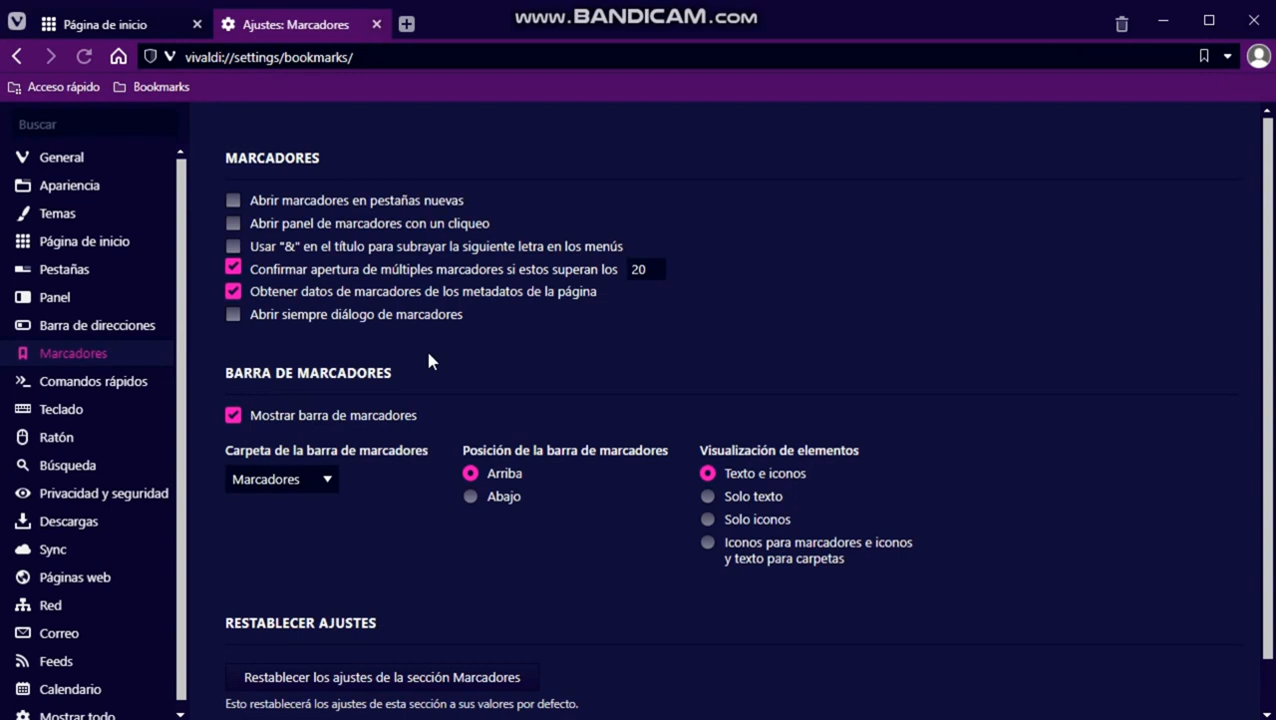 www.BANDICAM.com
Página de inicio
Ajustes: Marcadores
vivaldi://settings/bookmarks/
Acceso rápido
Bookmarks
Buscar
General
Apariencia
Temas
Página de inicio
Pestañas
Panel
Barra de direcciones
Marcadores
Comandos rápidos
Teclado
Ratón
Búsqueda
Privacidad y seguridad
Descargas
Sync
Páginas web
Red
Correo
Feeds
Calendario
Mostrar todo
MARCADORES
Abrir marcadores en pestañas nuevas
Abrir panel de marcadores con un cliqueo
Usar "&" en el título para subrayar la siguiente letra en los menús
Confirmar apertura de múltiples marcadores si estos superan los 20
Obtener datos de marcadores de los metadatos de la página
Abrir siempre diálogo de marcadores
BARRA DE MARCADORES
Mostrar barra de marcadores
Carpeta de la barra de marcadores
Marcadores
Posición de la barra de marcadores
Arriba
Abajo
Visualización de elementos
Texto e iconos
Solo texto
Solo iconos
Iconos para marcadores e iconos
y texto para carpetas
RESTABLECER AJUSTES
Restablecer los ajustes de la sección Marcadores
Esto restablecerá los ajustes de esta sección a sus valores por defecto.